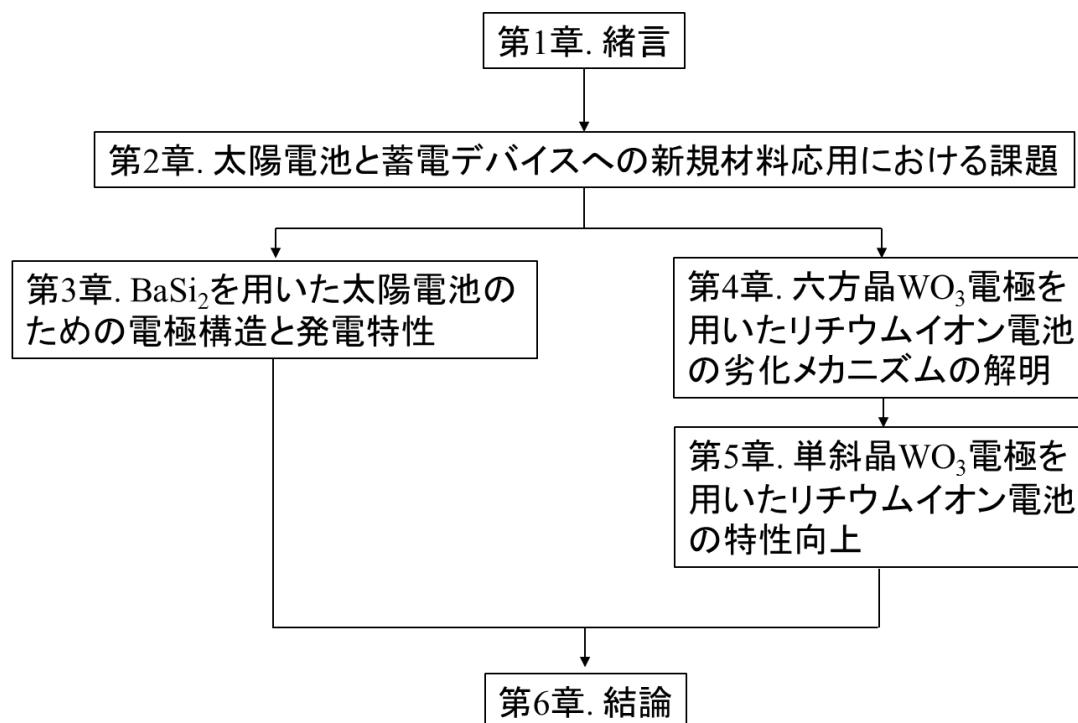 第1章. 緒言
第2章. 太陽電池と蓄電デバイスへの新規材料応用における課題
第3章. BaSi₂を用いた太陽電池の
ための電極構造と発電特性
第4章. 六方晶WO₃電極を
用いたリチウムイオン電池
の劣化メカニズムの解明
第5章. 単斜晶WO₃電極を
用いたリチウムイオン電池
の特性向上
第6章. 結論